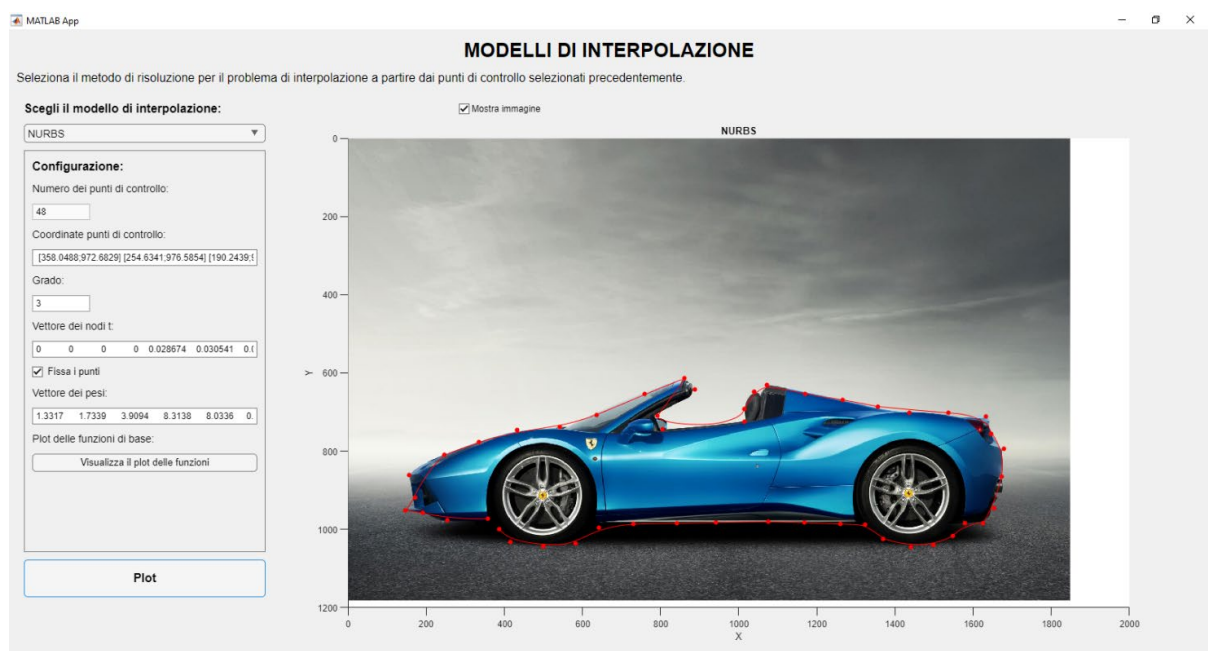 MATLAB App
MODELLI DI INTERPOLAZIONE
Seleziona il metodo di risoluzione per il problema di interpolazione a partire dai punti di controllo selezionati precedentemente.
Scegli il modello di interpolazione:
NURBS
Configurazione:
Numero dei punti di controllo:
48
Coordinate punti di controllo:
[358.0488;972.6829] [254.6341;976.5854] [190.2439;
Grado:
3
Vettore dei nodi t:
0 0 0 0 0.028674 0.030541 0.
Fissa i punti
Vettore dei pesi:
1.3317 1.7339 3.9094 8.3138 8.0336 0.
Plot delle funzioni di base:
Visualizza il plot delle funzioni
Plot
Mostra immagine
NURBS
0
200
400
600
800
1000
1200
Y
0 200 400 600 800 1000 1200 1400 1600 1800 2000
X